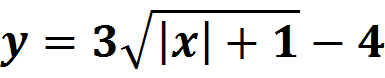 y = 3√(|x| + 1) − 4